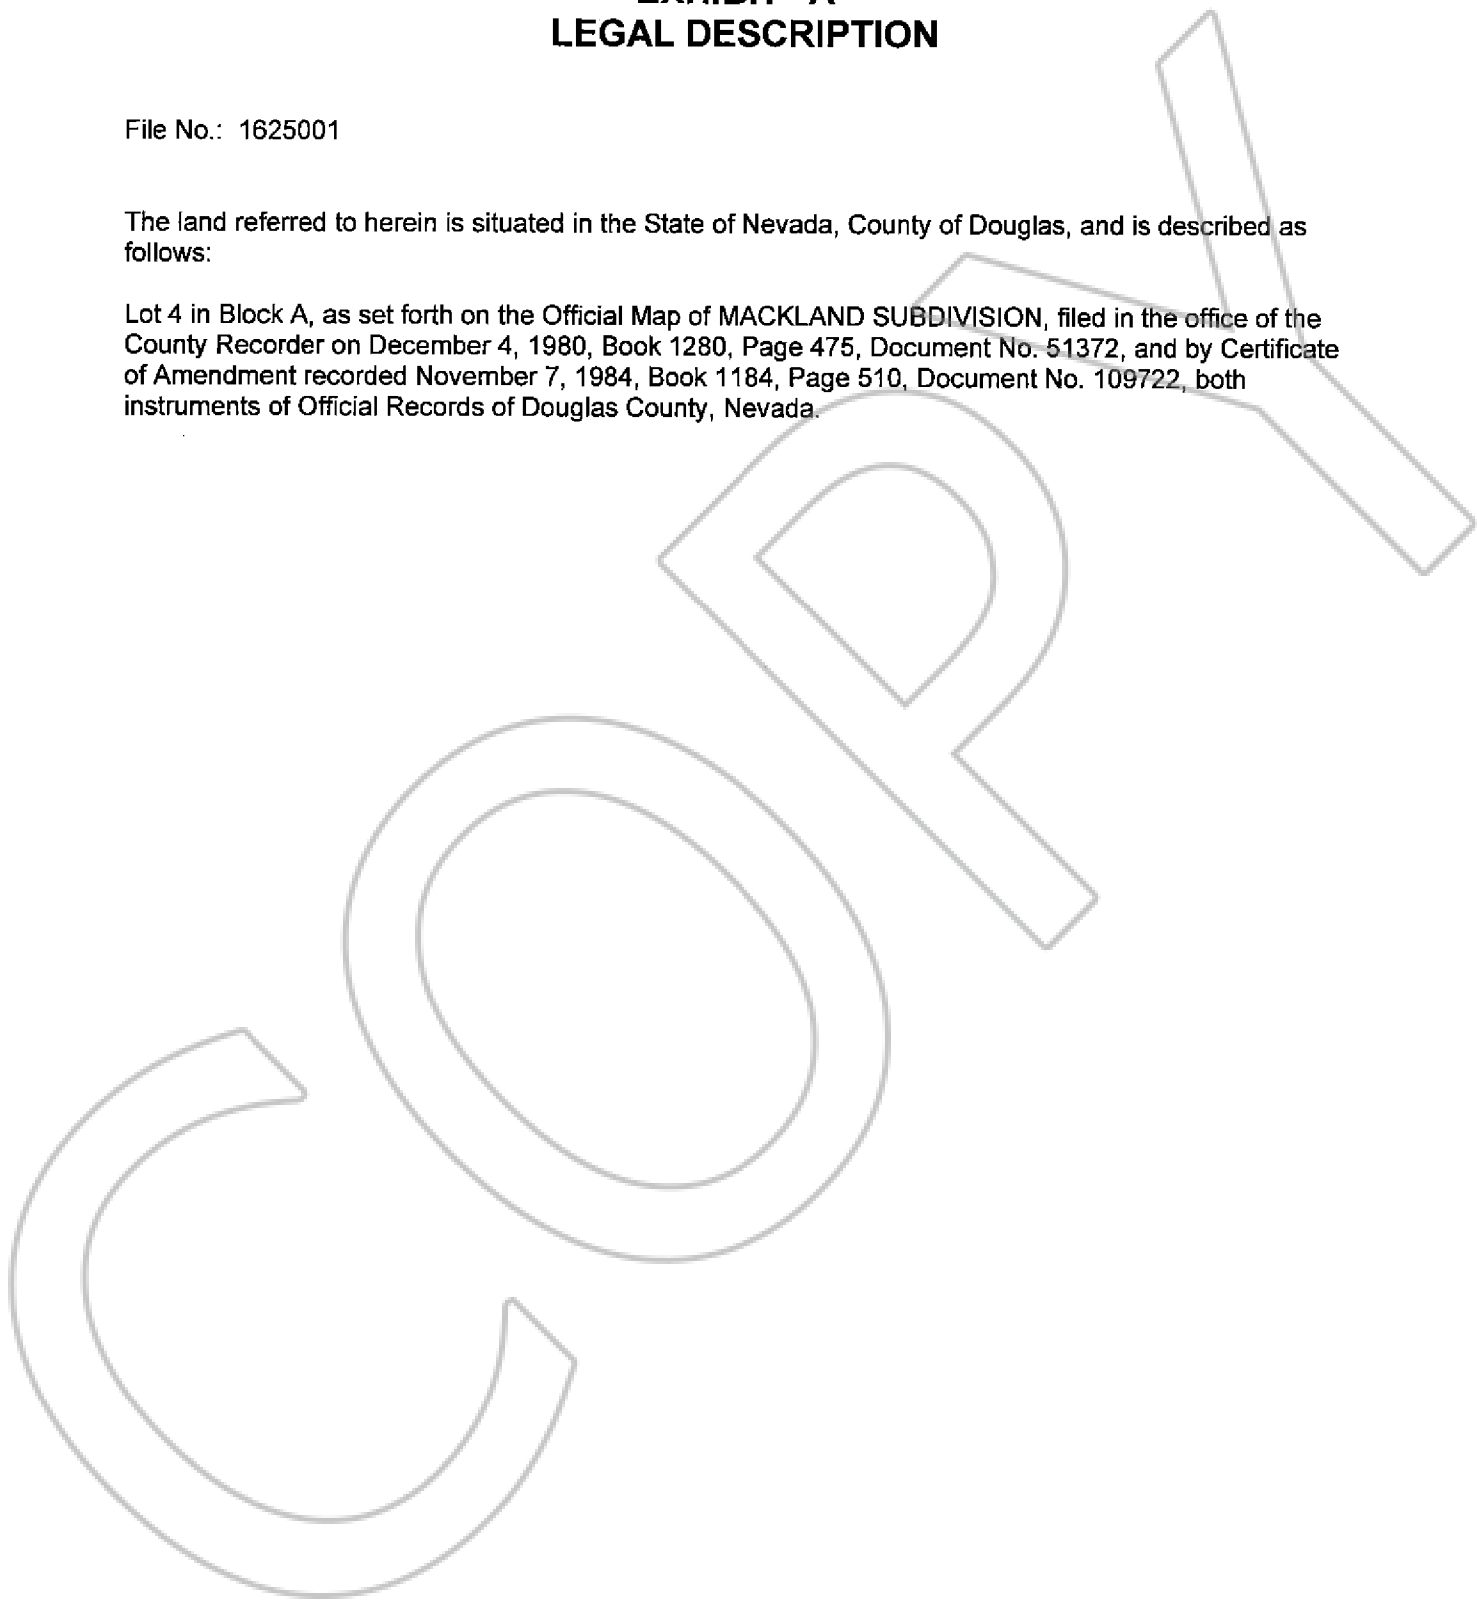 EXHIBIT "A"
LEGAL DESCRIPTION
File No.: 1625001
The land referred to herein is situated in the State of Nevada, County of Douglas, and is described as
follows:
Lot 4 in Block A, as set forth on the Official Map of MACKLAND SUBDIVISION, filed in the office of the
County Recorder on December 4, 1980, Book 1280, Page 475, Document No. 51372, and by Certificate
of Amendment recorded November 7, 1984, Book 1184, Page 510, Document No. 109722, both
instruments of Official Records of Douglas County, Nevada.
COPY